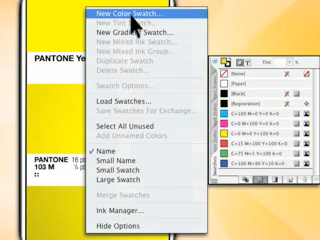 New Color Swatch...
New Tint Swatch...
New Gradient Swatch...
New Mixed Ink Swatch...
New Mixed Ink Group...
Duplicate Swatch
Delete Swatch...
Swatch Options...
Load Swatches...
Save Swatches For Exchange...
Select All Unused
Add Unnamed Colors
✓ Name
Small Name
Small Swatch
Large Swatch
Merge Swatches
Ink Manager...
Hide Options
PANTONE Ye
PANTONE 16 pt
103 M
Tint:
[None]
[Paper]
[Black]
[Registration]
C=100 M=0 Y=0 K=0
C=0 M=100 Y=0 K=0
C=0 M=0 Y=100 K=0
C=15 M=100 Y=100 K=0
C=75 M=5 Y=100 K=0
C=100 M=90 Y=10 K=0